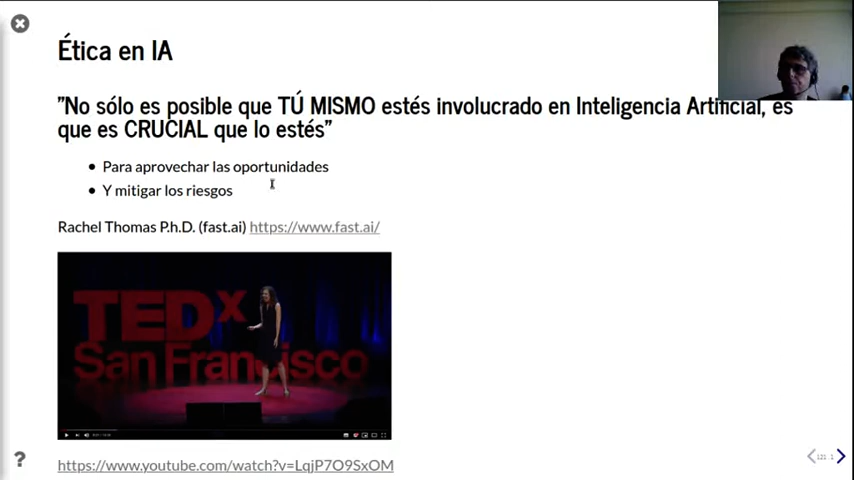 Ética en IA
"No sólo es posible que TÚ MISMO estés involucrado en Inteligencia Artificial, es
que es CRUCIAL que lo estés"
Para aprovechar las oportunidades
Y mitigar los riesgos
Rachel Thomas P.h.D. (fast.ai) https://www.fast.ai/
TEDx
San Francisco
https://www.youtube.com/watch?v=LqjP7O9SxOM
?